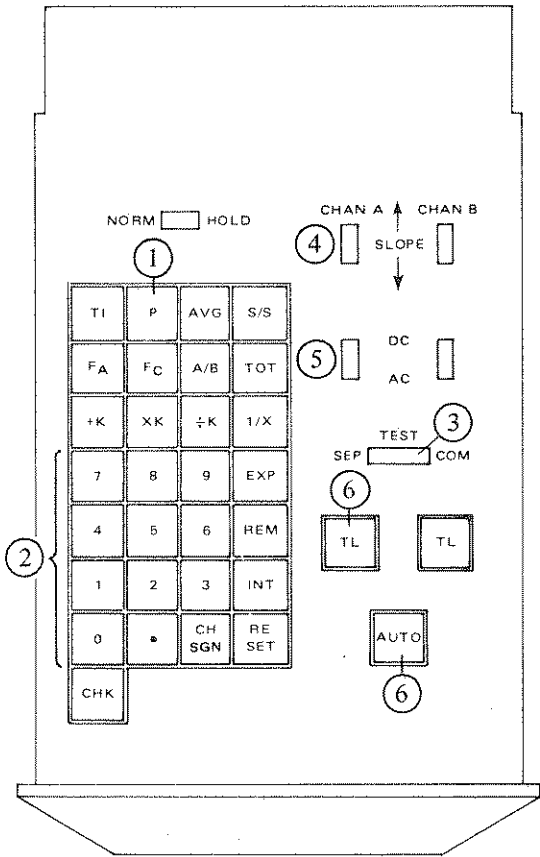 CHAN A CHAN B
NORM HOLD
4 SLOPE
1
TI P AVG S/S
DC
5
FA FC A/B TOT
AC
+K XK ÷K 1/X
TEST 3
SEP COM
7 8 9 EXP
6
4 5 6 REM
TL TL
2
1 2 3 INT
0 • CH SGN RE SET
AUTO
CHK
6